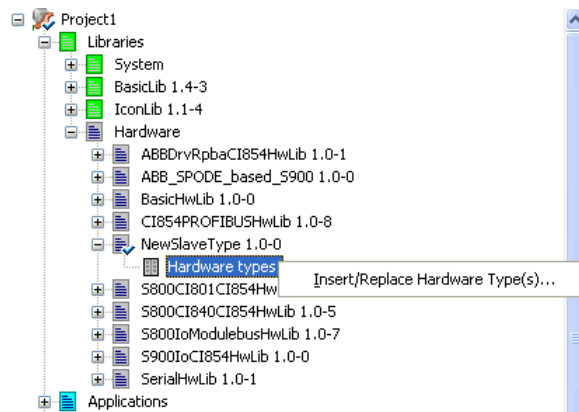 Project1
Libraries
System
BasicLib 1.4-3
IconLib 1.1-4
Hardware
ABBDrvRpbaCI854HwLib 1.0-1
ABB_SPODE_based_S900 1.0-0
BasicHwLib 1.0-0
CI854PROFIBUSHwLib 1.0-8
NewSlaveType 1.0-0
Hardware types
Insert/Replace Hardware Type(s)...
S800CI801CI854Hw
S800CI840CI854HwLib 1.0-5
S800IoModulebusHwLib 1.0-7
S900IoCI854HwLib 1.0-0
SerialHwLib 1.0-1
Applications